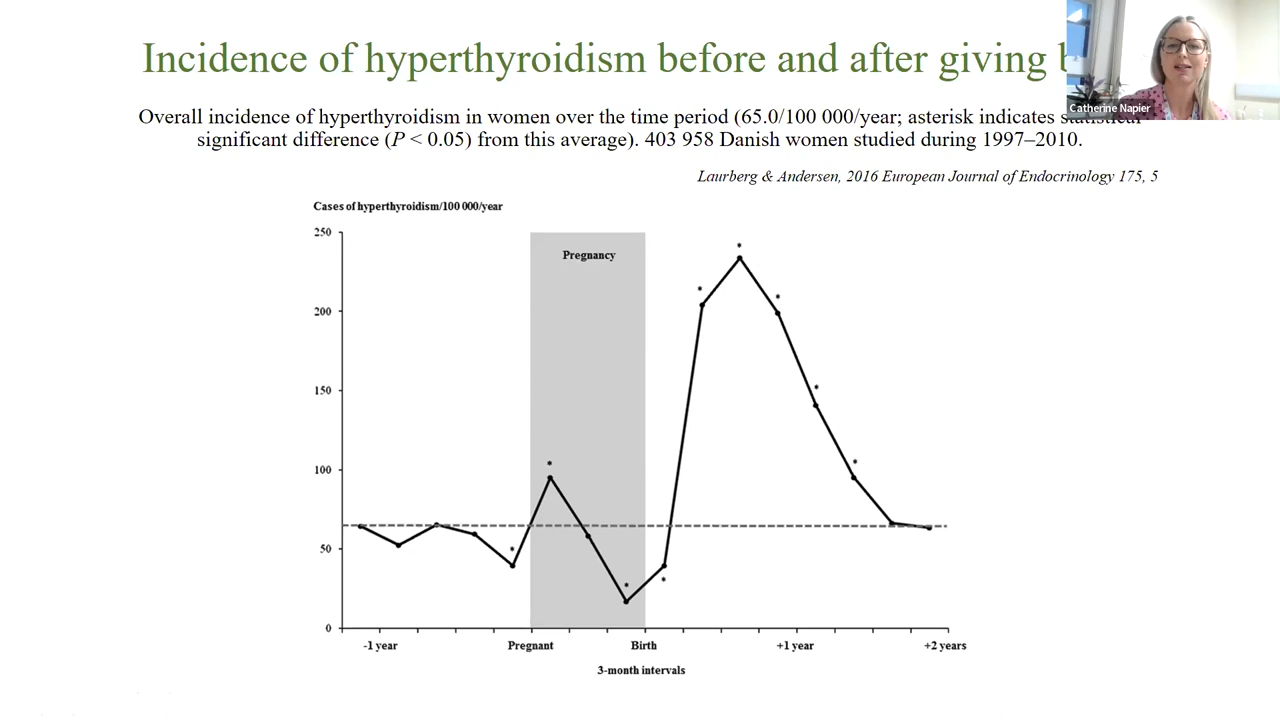 Incidence of hyperthyroidism before and after giving
Catherine Napier
Overall incidence of hyperthyroidism in women over the time period (65.0/100 000/year; asterisk indicates
significant difference (P < 0.05) from this average). 403 958 Danish women studied during 1997–2010.
Laurberg & Andersen, 2016 European Journal of Endocrinology 175, 5
Cases of hyperthyroidism/100 000/year
250
Pregnancy
200
150
100
50
0
-1 year Pregnant Birth +1 year +2 years
3-month intervals